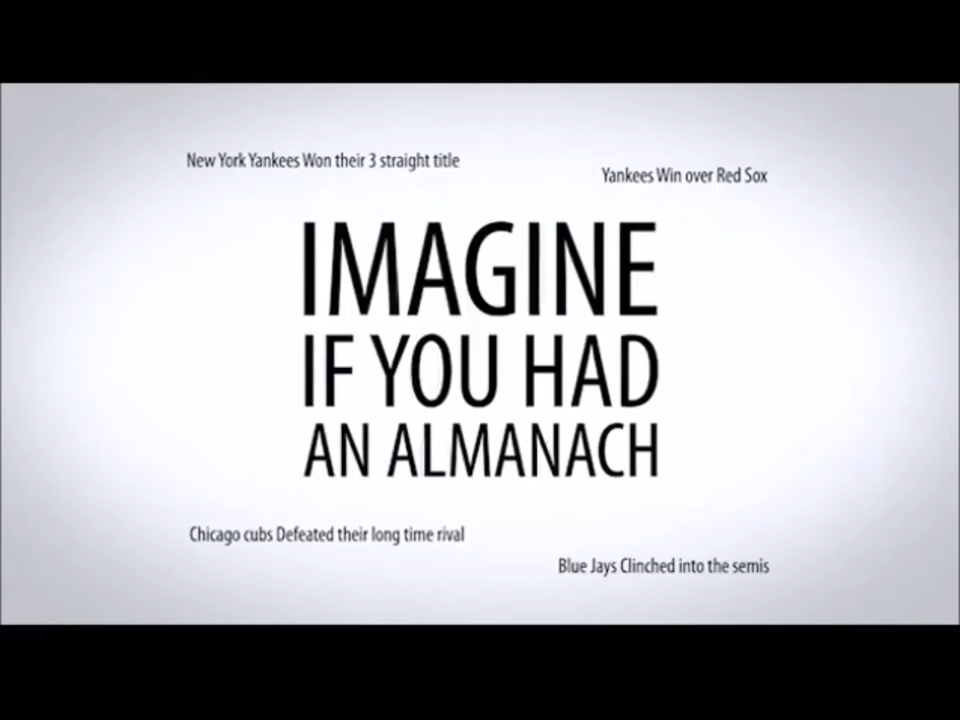 New York Yankees Won their 3 straight title
Yankees Win over Red Sox
IMAGINE
IF YOU HAD
AN ALMANACH
Chicago cubs Defeated their long time rival
Blue Jays Clinched into the semis